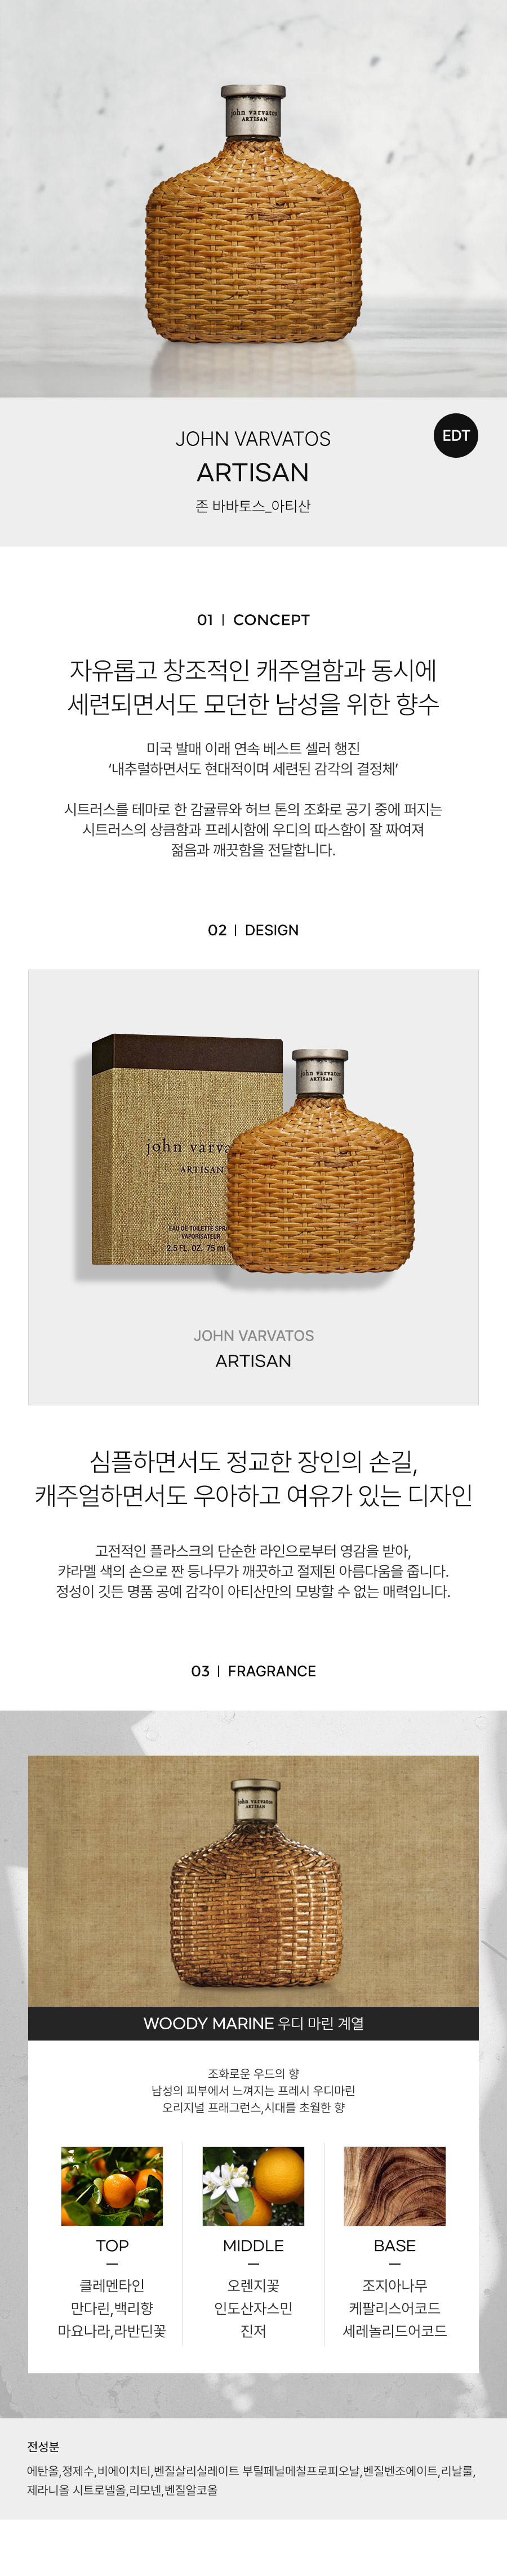 john varvatos
ARTISAN
JOHN VARVATOS
EDT
ARTISAN
존 바바토스_아티산
01 | CONCEPT
자유롭고 창조적인 캐주얼함과 동시에
세련되면서도 모던한 남성을 위한 향수
미국 발매 이래 연속 베스트 셀러 행진
‘내추럴하면서도 현대적이며 세련된 감각의 결정체’
시트러스를 테마로 한 감귤류와 허브 톤의 조화로 공기 중에 퍼지는
시트러스의 상큼함과 프레시함에 우디의 따스함이 잘 짜여져
젊음과 깨끗함을 전달합니다.
02 | DESIGN
john varvatos
ARTISAN
john varva
ARTISAN
EAU DE TOILETTE SPRA
VAPORISATEUR
2.5 FL. OZ. 75 ml
JOHN VARVATOS
ARTISAN
심플하면서도 정교한 장인의 손길,
캐주얼하면서도 우아하고 여유가 있는 디자인
고전적인 플라스크의 단순한 라인으로부터 영감을 받아,
캬라멜 색의 손으로 짠 등나무가 깨끗하고 절제된 아름다움을 줍니다.
정성이 깃든 명품 공예 감각이 아티산만의 모방할 수 없는 매력입니다.
03 | FRAGRANCE
john varvatos
ARTISAN
WOODY MARINE 우디 마린 계열
조화로운 우드의 향
남성의 피부에서 느껴지는 프레시 우디마린
오리지널 프래그런스,시대를 초월한 향
TOP
클레멘타인
만다린,백리향
마요나라,라반딘꽃
MIDDLE
오렌지꽃
인도산자스민
진저
BASE
조지아나무
케팔리스어코드
세레놀리드어코드
전성분
에탄올,정제수,비에이치티,벤질살리실레이트 부틸페닐메칠프로피오날,벤질벤조에이트,리날룰,
제라니올 시트로넬올,리모넨,벤질알코올